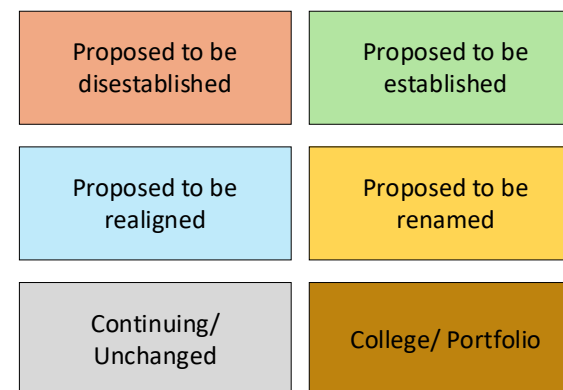 Proposed to be
disestablished
Proposed to be
established
Proposed to be
realigned
Proposed to be
renamed
Continuing/
Unchanged
College/ Portfolio